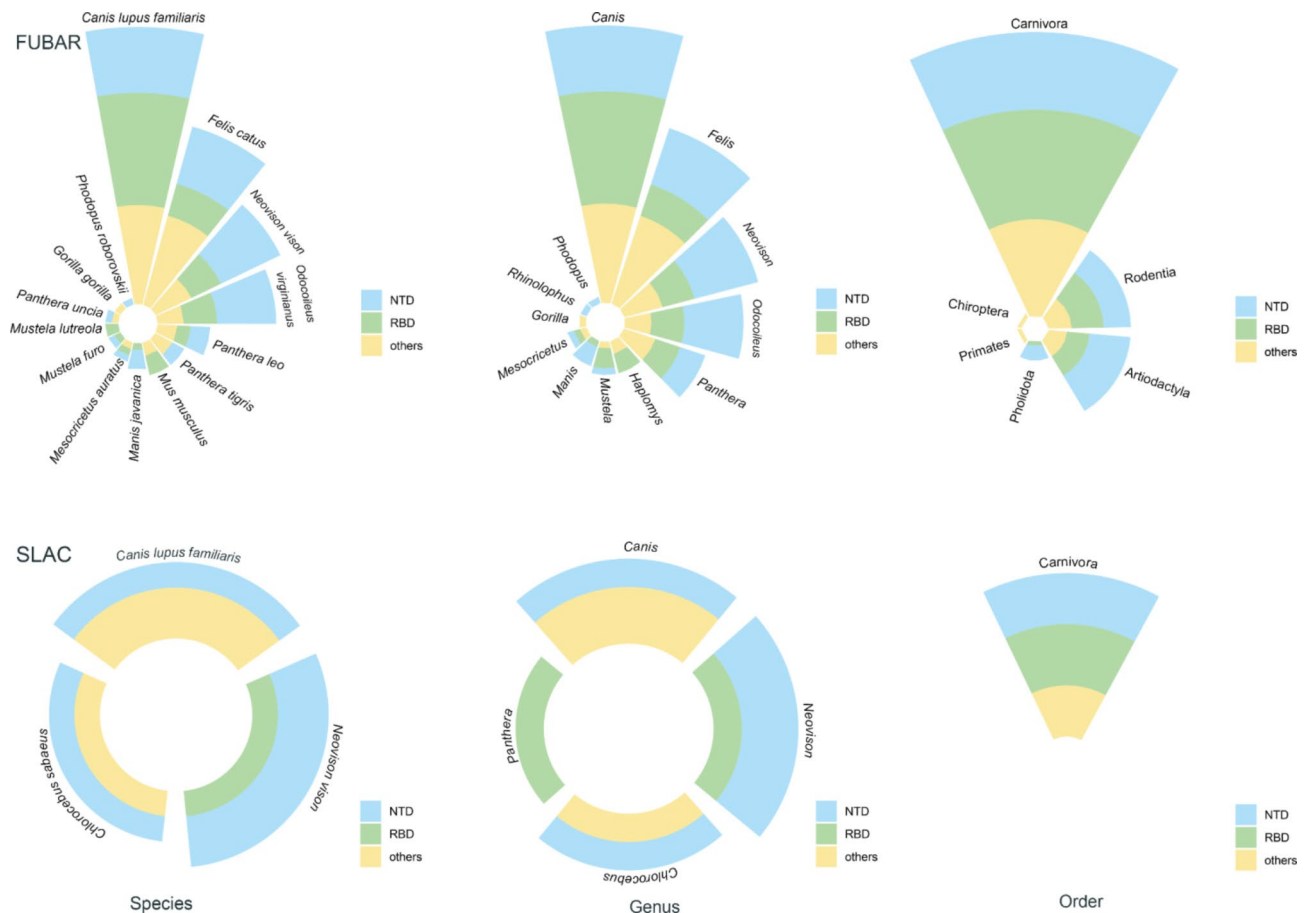 FUBAR
Canis lupus familiaris
Felis catus
Neovison vison
Odocoileus
virginianus
Panthera leo
Panthera tigris
Mus musculus
Manis javanica
Mesocricetus auratus
Mustela furo
Mustela lutreola
Panthera uncia
Gorilla gorilla
Phodopus roborovskii
NTD
RBD
others
Canis
Felis
Neovison
Odocoileus
Panthera
Haplomys
Mustela
Manis
Mesocricetus
Gorilla
Rhinolophus
Phodopus
NTD
RBD
others
Carnivora
Rodentia
Artiodactyla
Pholidota
Primates
Chiroptera
NTD
RBD
others
SLAC
Canis lupus familiaris
Neovison vison
Chlorocebus sabaeus
NTD
RBD
others
Species
Canis
Neovison
Chlorocebus
Panthera
NTD
RBD
others
Genus
Carnivora
NTD
RBD
others
Order